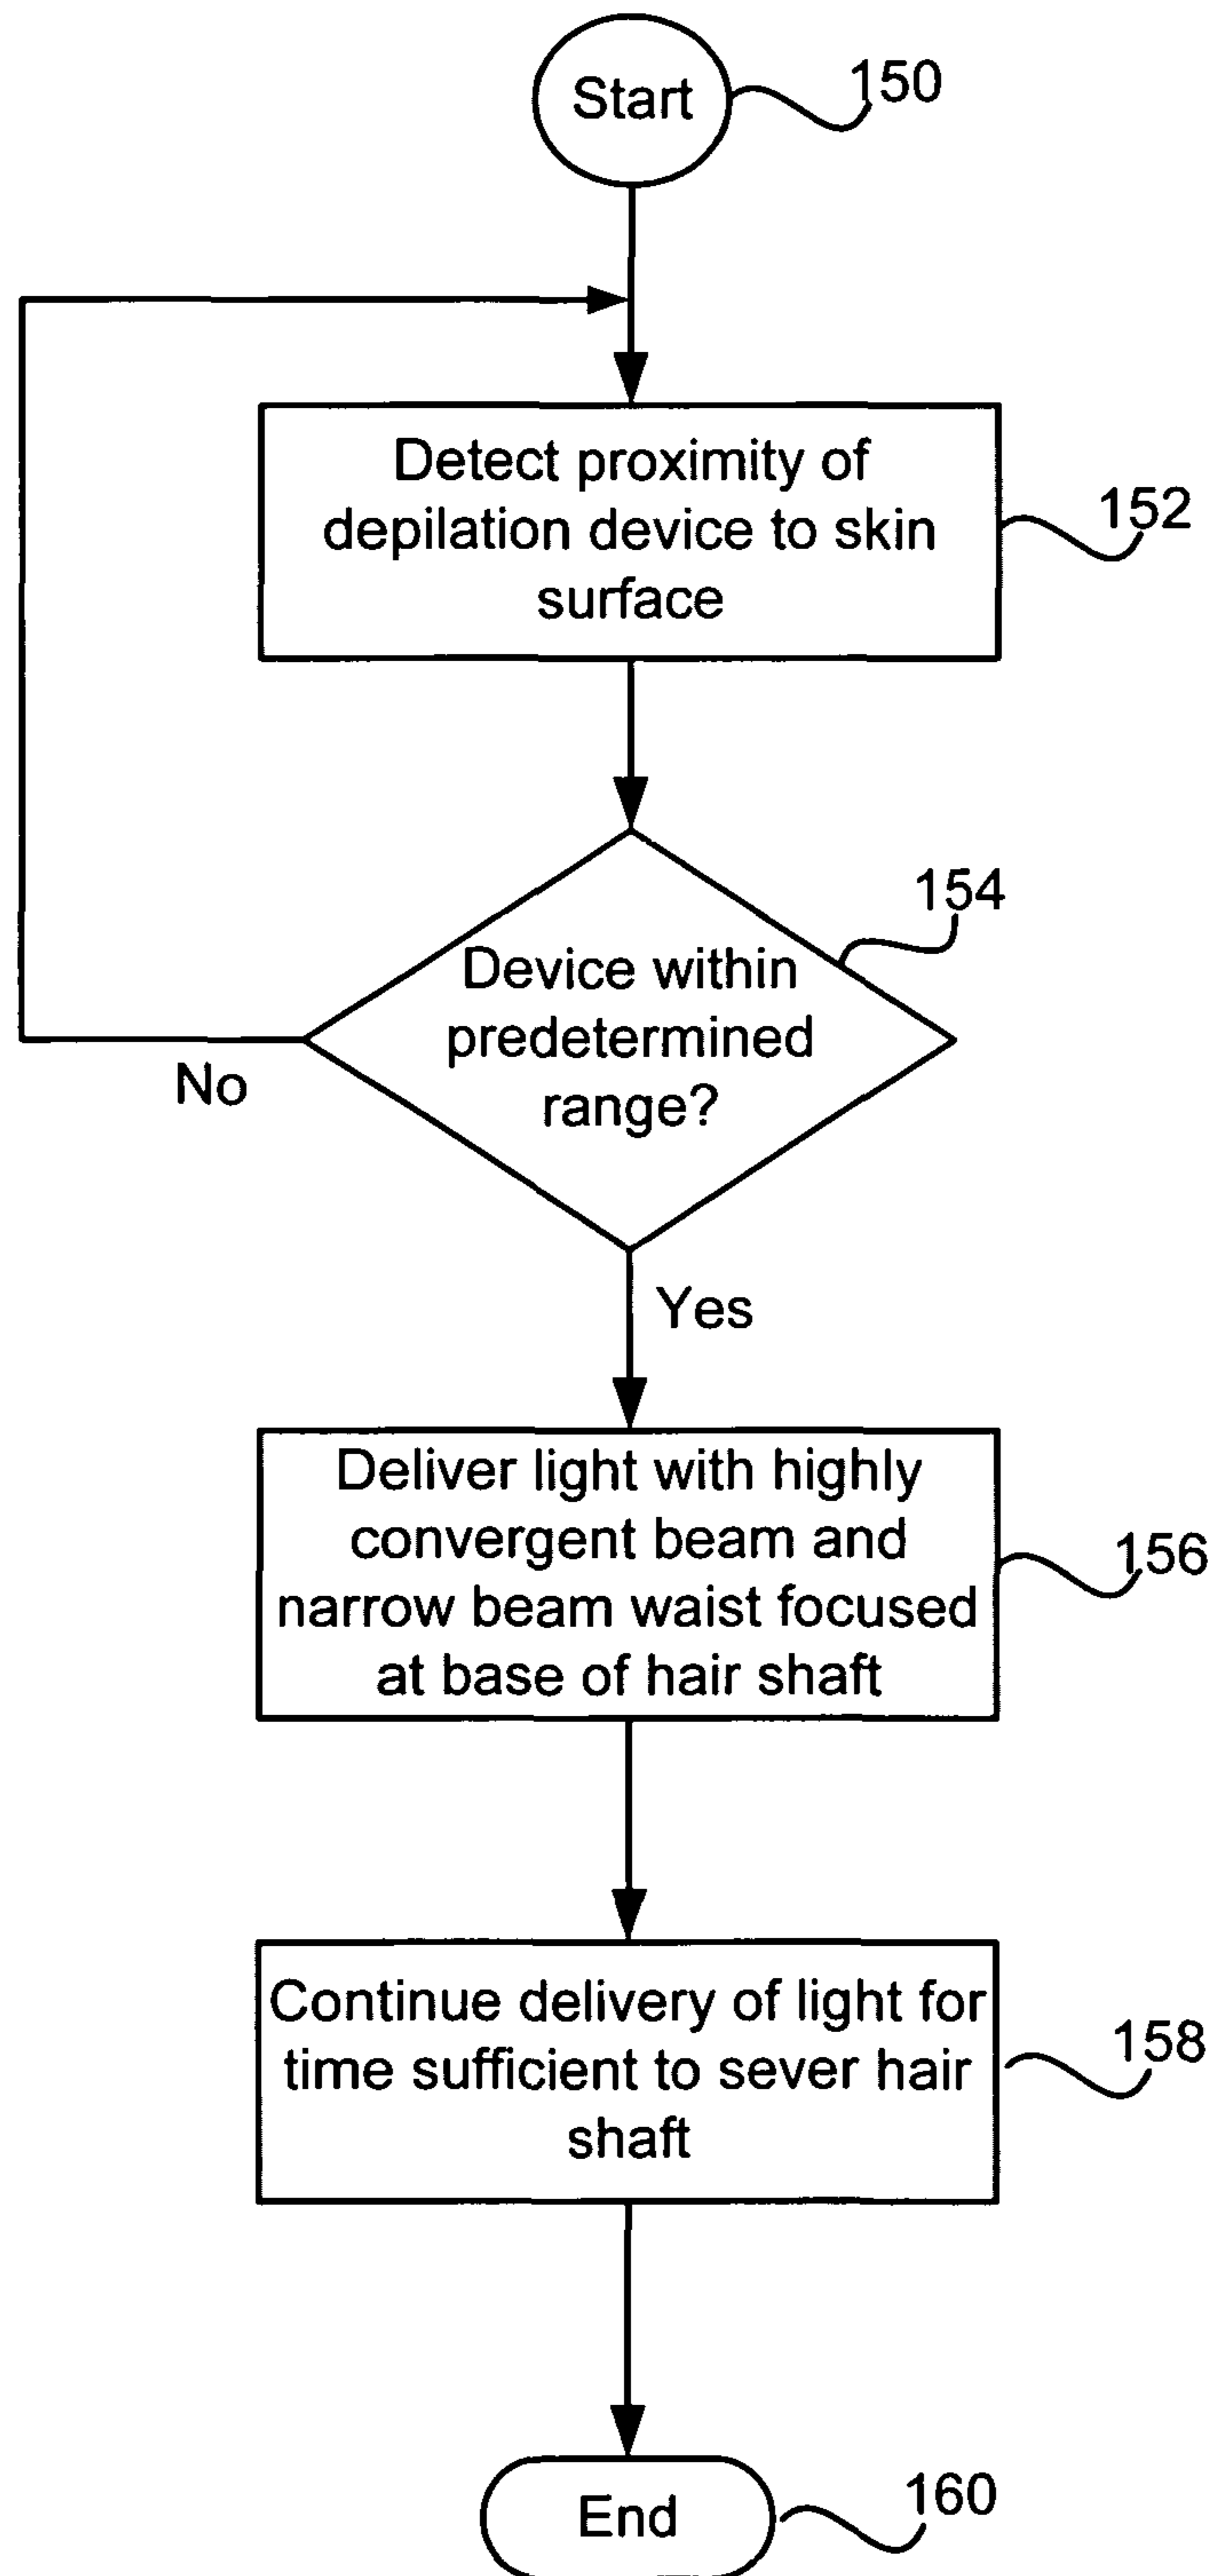 Start
150
Detect proximity of
depilation device to skin
surface
152
154
Device within
predetermined
range?
No
Yes
Deliver light with highly
convergent beam and
narrow beam waist focused
at base of hair shaft
156
Continue delivery of light for
time sufficient to sever hair
shaft
158
End
160